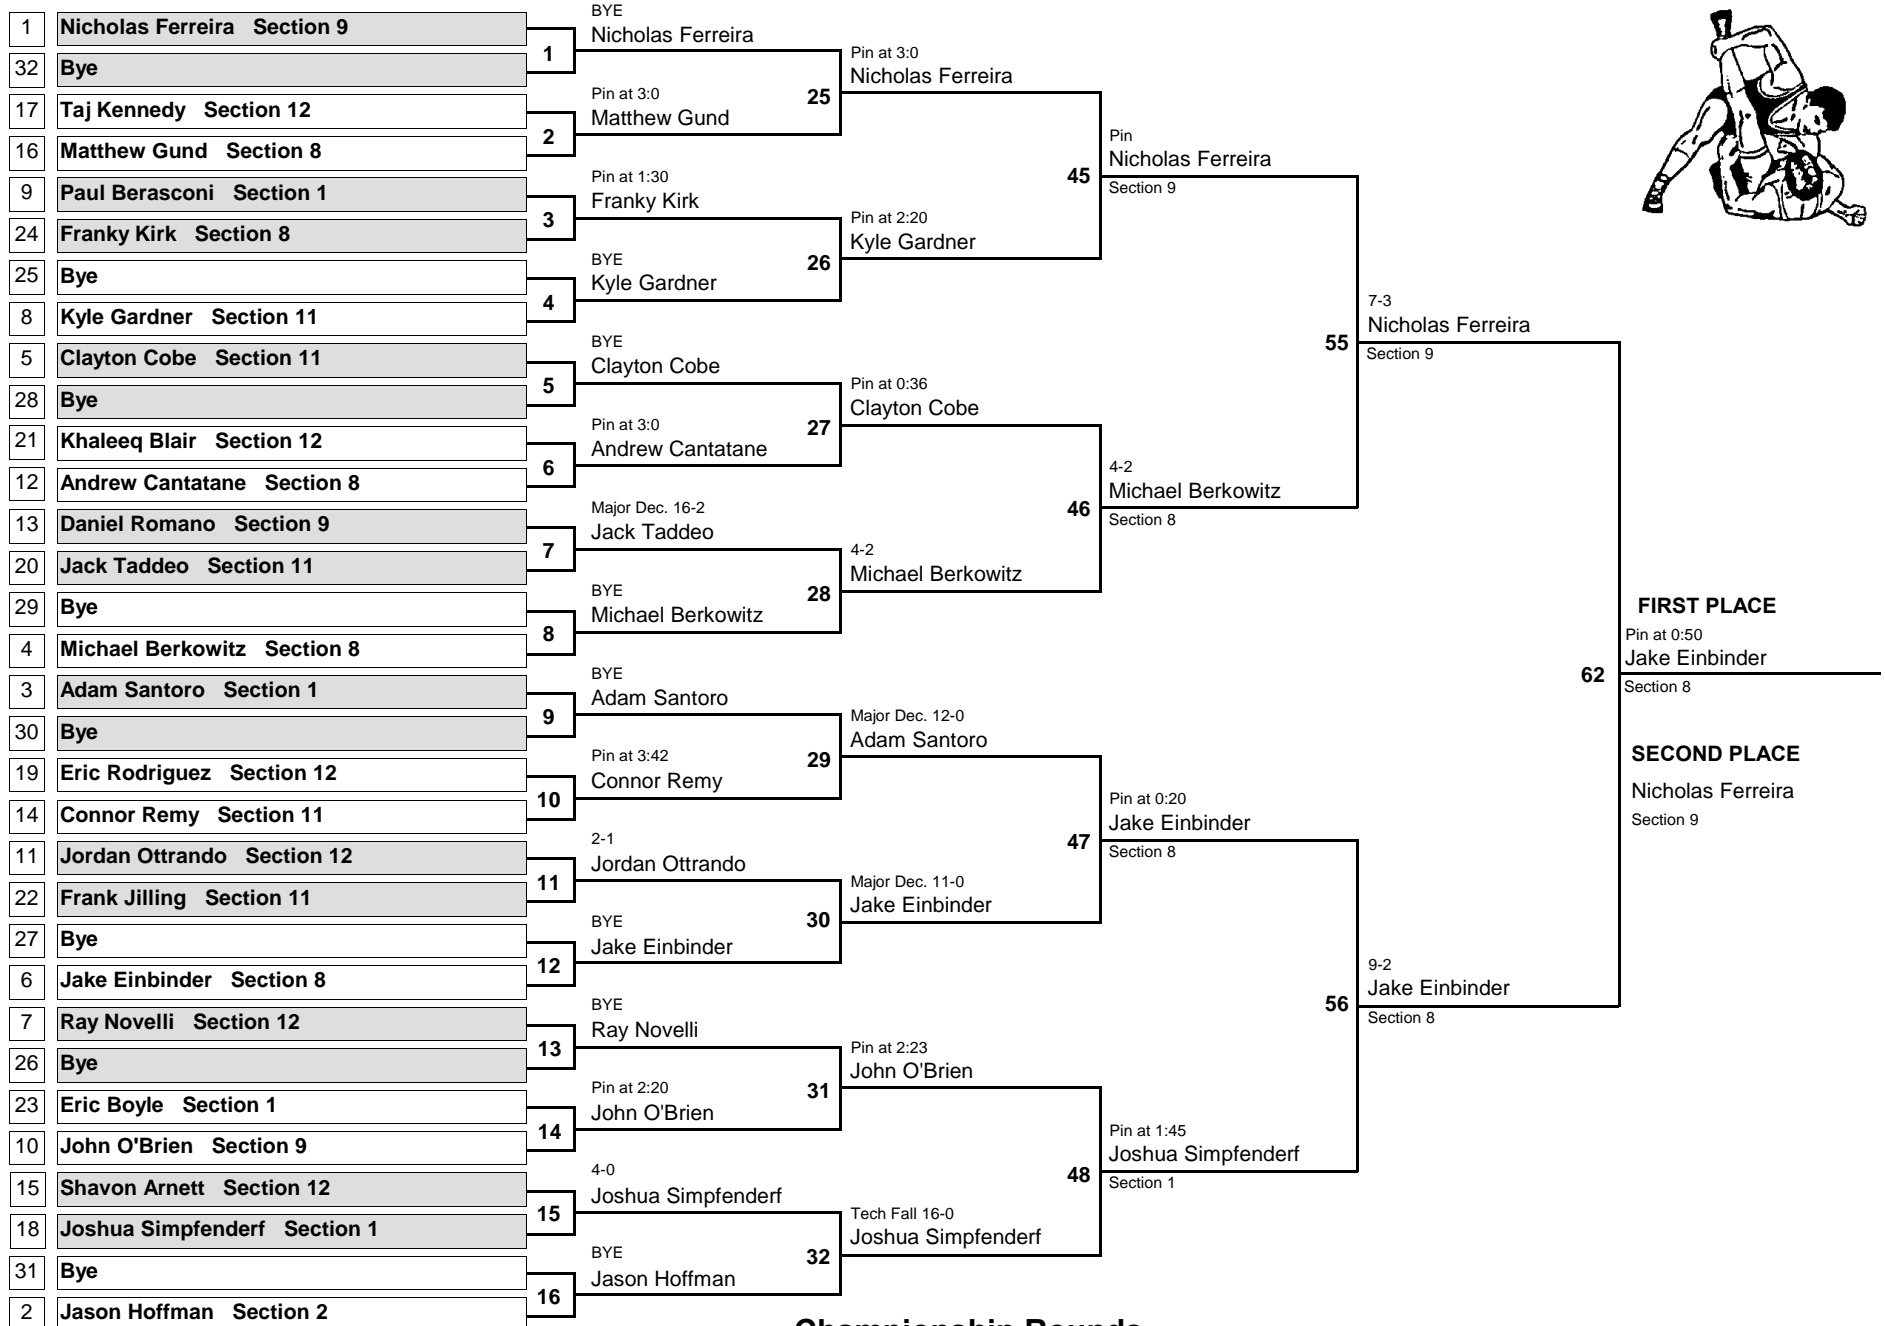 1 Nicholas Ferreira Section 9
32 Bye
17 Taj Kennedy Section 12
16 Matthew Gund Section 8
9 Paul Berasconi Section 1
24 Franky Kirk Section 8
25 Bye
8 Kyle Gardner Section 11
5 Clayton Cobe Section 11
28 Bye
21 Khaleeq Blair Section 12
12 Andrew Cantatane Section 8
13 Daniel Romano Section 9
20 Jack Taddeo Section 11
29 Bye
4 Michael Berkowitz Section 8
3 Adam Santoro Section 1
30 Bye
19 Eric Rodriguez Section 12
14 Connor Remy Section 11
11 Jordan Ottrando Section 12
22 Frank Jilling Section 11
27 Bye
6 Jake Einbinder Section 8
7 Ray Novelli Section 12
26 Bye
23 Eric Boyle Section 1
10 John O'Brien Section 9
15 Shavon Arnett Section 12
18 Joshua Simpfenderf Section 1
31 Bye
2 Jason Hoffman Section 2
1
2
3
4
5
6
7
8
9
10
11
12
13
14
15
16
BYE
Nicholas Ferreira
Pin at 3:0
Matthew Gund
Pin at 1:30
Franky Kirk
BYE
Kyle Gardner
BYE
Clayton Cobe
Pin at 3:0
Andrew Cantatane
Major Dec. 16-2
Jack Taddeo
BYE
Michael Berkowitz
BYE
Adam Santoro
Pin at 3:42
Connor Remy
2-1
Jordan Ottrando
BYE
Jake Einbinder
BYE
Ray Novelli
Pin at 2:20
John O'Brien
4-0
Joshua Simpfenderf
BYE
Jason Hoffman
25
26
27
28
29
30
31
32
Pin at 3:0
Nicholas Ferreira
Pin at 2:20
Kyle Gardner
Pin at 0:36
Clayton Cobe
4-2
Michael Berkowitz
Major Dec. 12-0
Adam Santoro
Major Dec. 11-0
Jake Einbinder
Pin at 2:23
John O'Brien
Tech Fall 16-0
Joshua Simpfenderf
45
46
47
48
Pin
Nicholas Ferreira
Section 9
4-2
Michael Berkowitz
Section 8
Pin at 0:20
Jake Einbinder
Section 8
Pin at 1:45
Joshua Simpfenderf
Section 1
55
56
7-3
Nicholas Ferreira
Section 9
9-2
Jake Einbinder
Section 8
62
FIRST PLACE
Pin at 0:50
Jake Einbinder
Section 8
SECOND PLACE
Nicholas Ferreira
Section 9
Championship Rounds